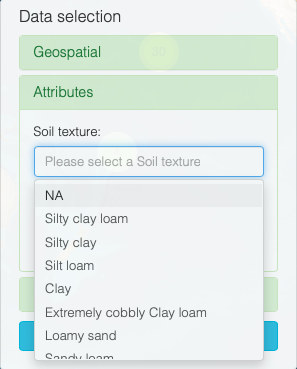 Data selection
Geospatial
Attributes
Soil texture:
Please select a Soil texture
NA
Silty clay loam
Silty clay
Silt loam
Clay
Extremely cobbly Clay loam
Loamy sand
Sandy loam